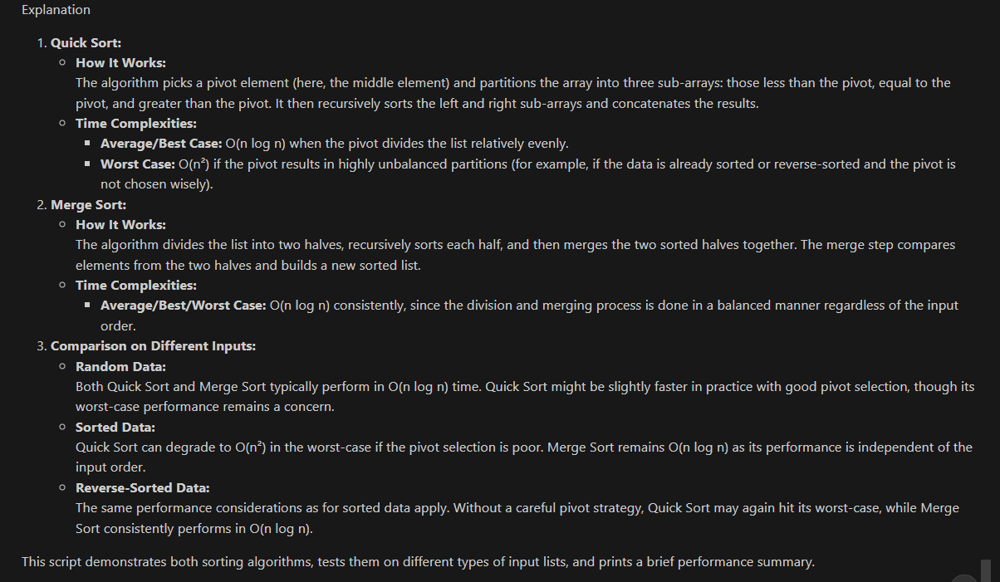 Explanation
1. Quick Sort:
○ How It Works:
The algorithm picks a pivot element (here, the middle element) and partitions the array into three sub-arrays: those less than the pivot, equal to the
pivot, and greater than the pivot. It then recursively sorts the left and right sub-arrays and concatenates the results.
○ Time Complexities:
▪ Average/Best Case: O(n log n) when the pivot divides the list relatively evenly.
▪ Worst Case: O(n²) if the pivot results in highly unbalanced partitions (for example, if the data is already sorted or reverse-sorted and the pivot is
not chosen wisely).
2. Merge Sort:
○ How It Works:
The algorithm divides the list into two halves, recursively sorts each half, and then merges the two sorted halves together. The merge step compares
elements from the two halves and builds a new sorted list.
○ Time Complexities:
▪ Average/Best/Worst Case: O(n log n) consistently, since the division and merging process is done in a balanced manner regardless of the input
order.
3. Comparison on Different Inputs:
○ Random Data:
Both Quick Sort and Merge Sort typically perform in O(n log n) time. Quick Sort might be slightly faster in practice with good pivot selection, though its
worst-case performance remains a concern.
○ Sorted Data:
Quick Sort can degrade to O(n²) in the worst-case if the pivot selection is poor. Merge Sort remains O(n log n) as its performance is independent of the
input order.
○ Reverse-Sorted Data:
The same performance considerations as for sorted data apply. Without a careful pivot strategy, Quick Sort may again hit its worst-case, while Merge
Sort consistently performs in O(n log n).
This script demonstrates both sorting algorithms, tests them on different types of input lists, and prints a brief performance summary.